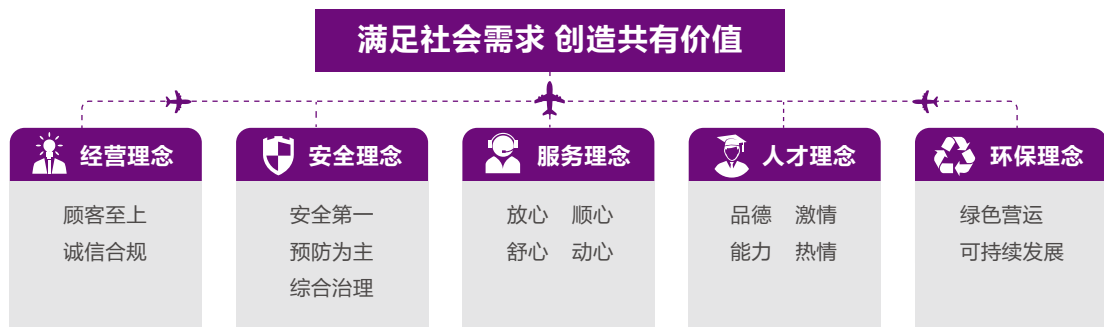 满足社会需求 创造共有价值
经营理念
顾客至上
诚信合规
安全理念
安全第一
预防为主
综合治理
服务理念
放心 顺心
舒心 动心
人才理念
品德 激情
能力 热情
环保理念
绿色营运
可持续发展